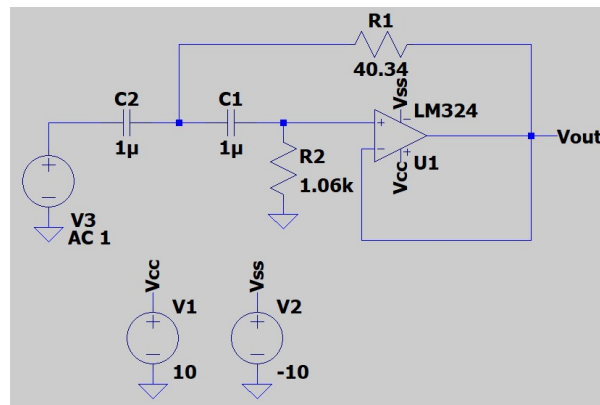 R1
40.34
Vss
LM324
C2
C1
1µ
1µ
R2
1.06k
Vcc
U1
Vout
V3
AC 1
Vcc
V1
10
Vss
V2
-10